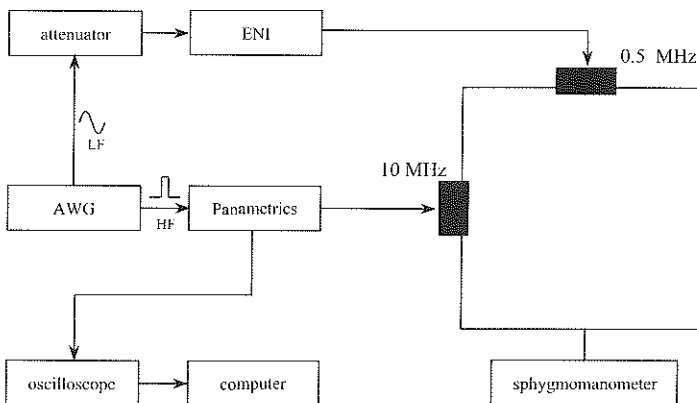 attenuator
ENI
0.5 MHz
LF
10 MHz
AWG
HF
Panametrics
oscilloscope
computer
sphygmomanometer